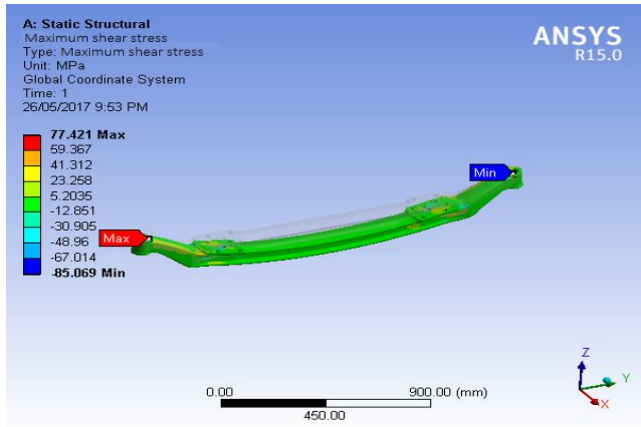 A: Static Structural
Maximum shear stress
Type: Maximum shear stress
Unit: MPa
Global Coordinate System
Time: 1
26/05/2017 9:53 PM
ANSYS
R15.0
77.421 Max
59.367
41.312
23.258
5.2035
-12.851
-30.905
-48.96
-67.014
-85.069 Min
Min
Max
0.00 900.00 (mm)
450.00
Z
Y
X